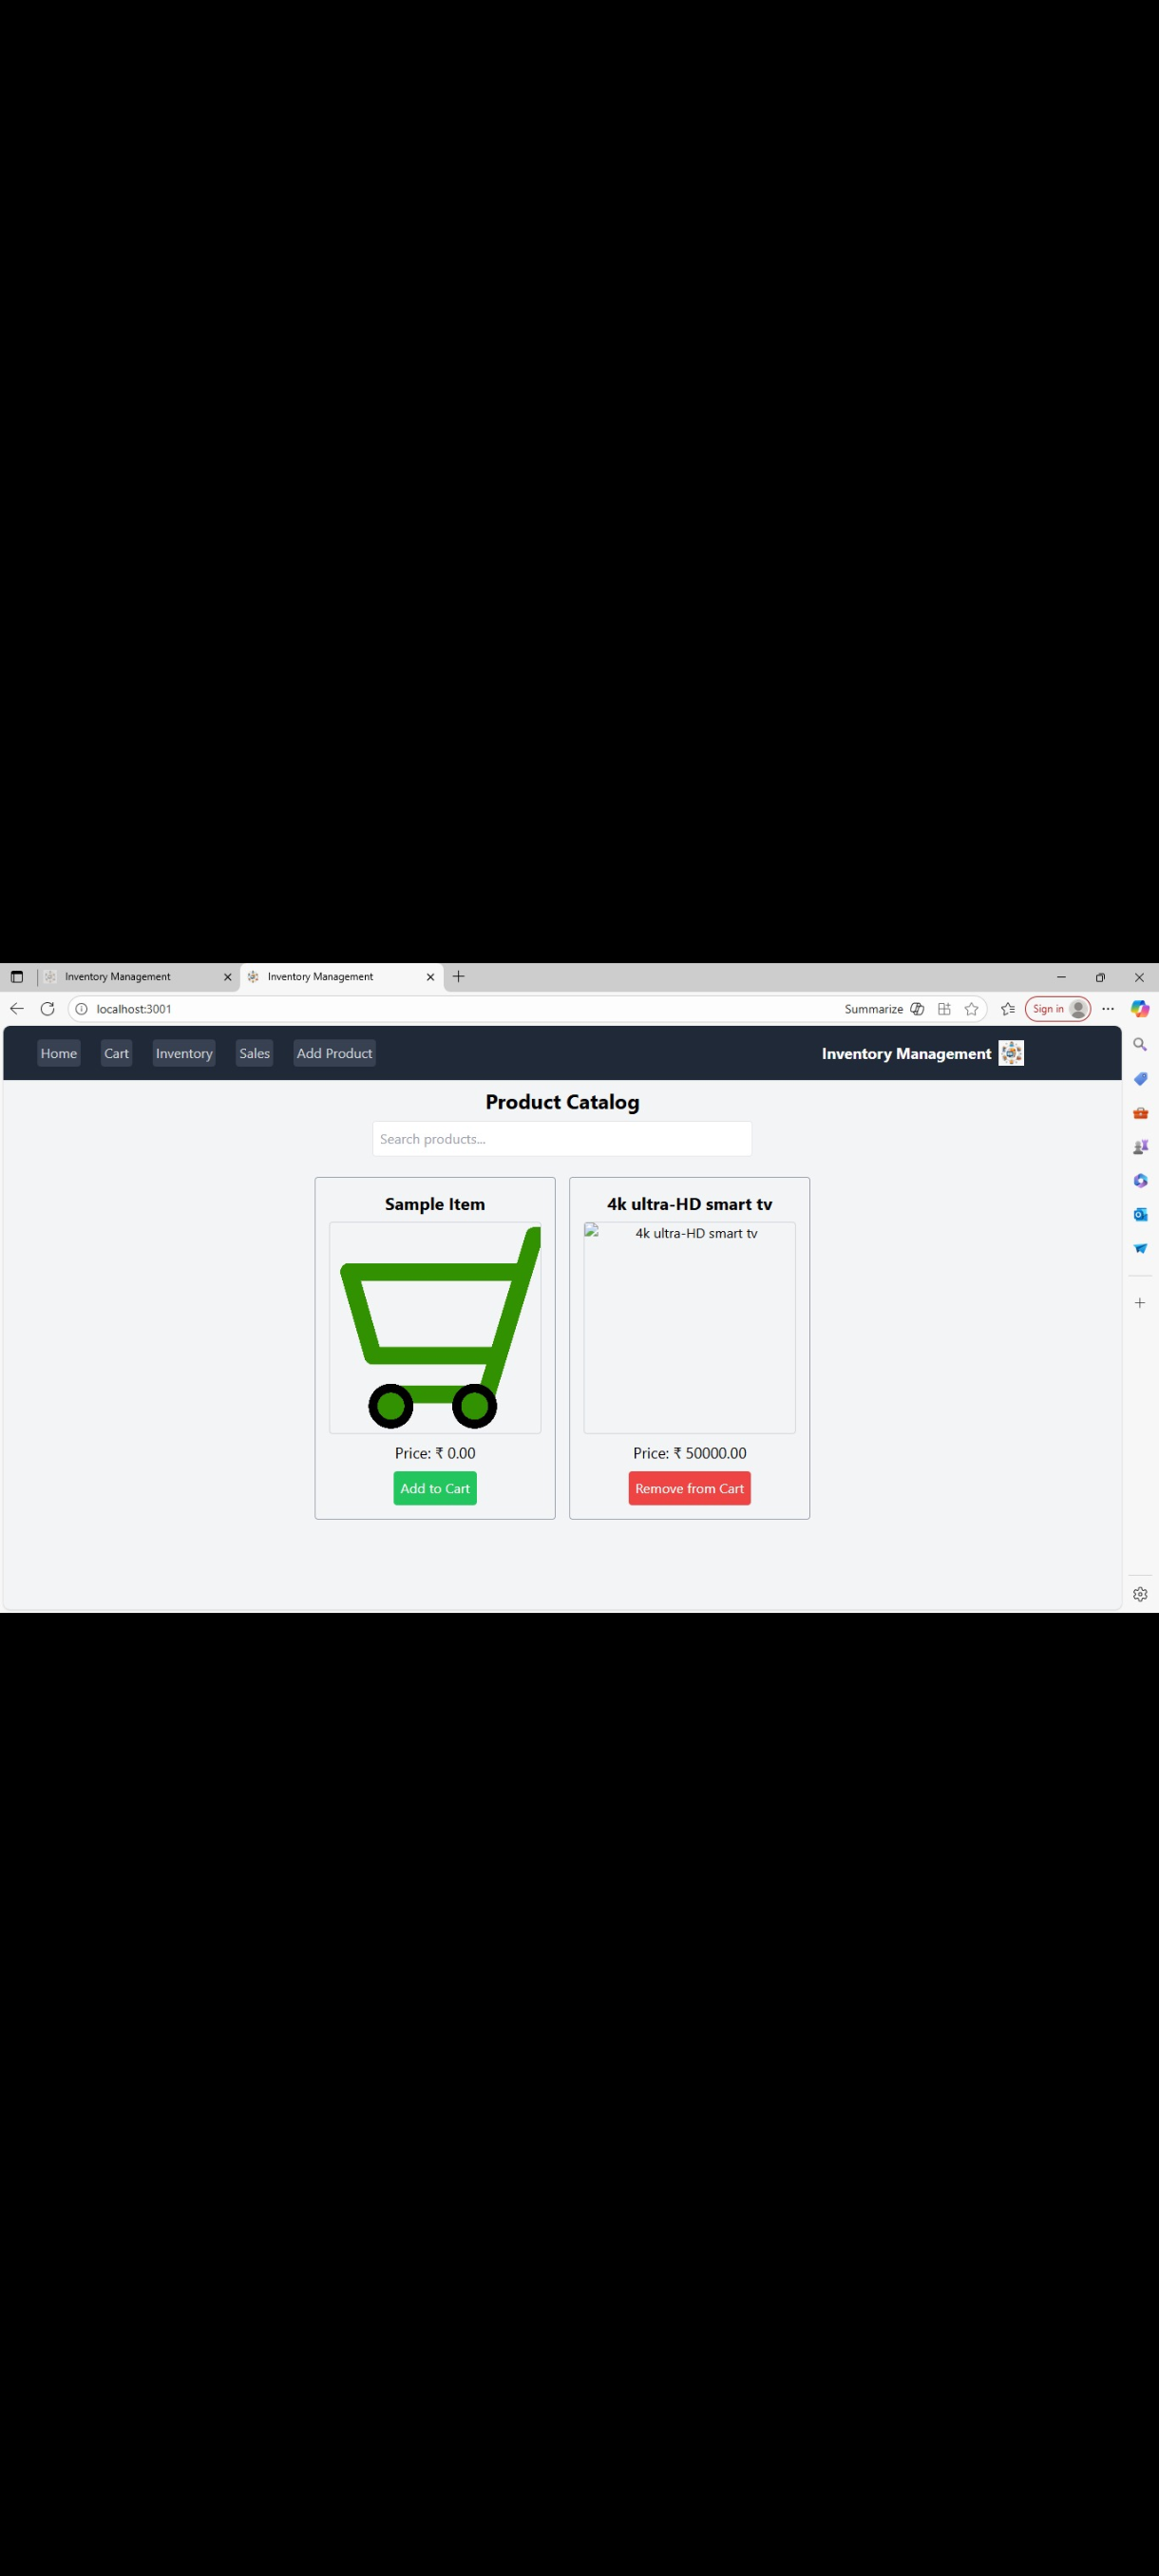 Inventory Management
Inventory Management
localhost:3001
Summarize
Sign in
Home
Cart
Inventory
Sales
Add Product
Inventory Management
Product Catalog
Search products...
Sample Item
4k ultra-HD smart tv
4k ultra-HD smart tv
Price: ₹ 0.00
Price: ₹ 50000.00
Add to Cart
Remove from Cart